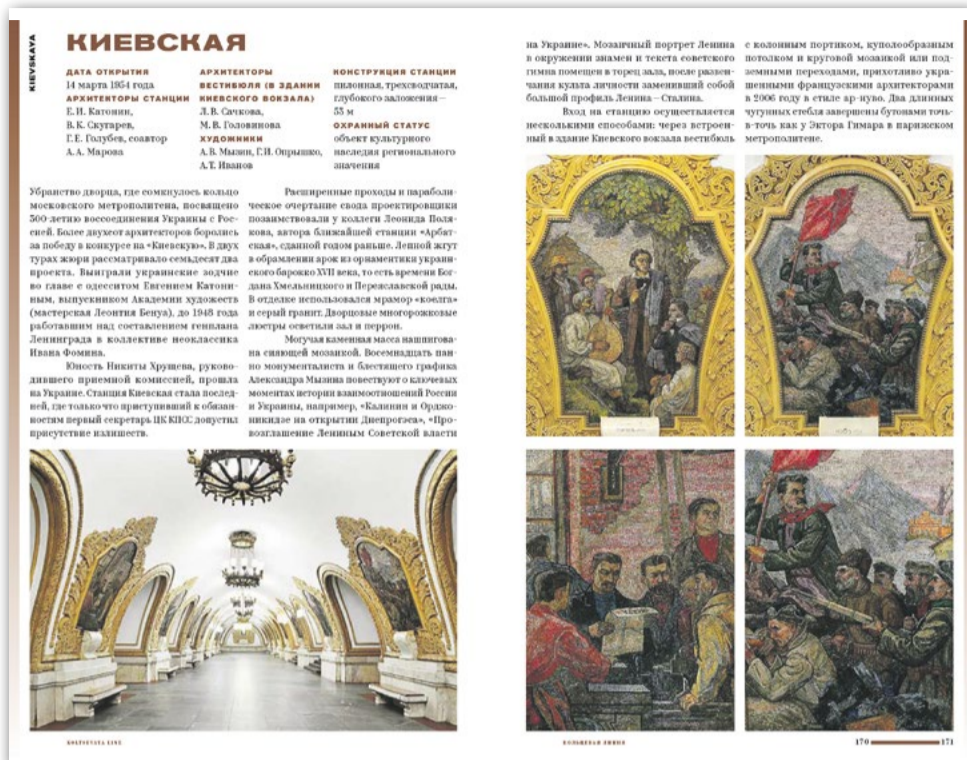 KIEVSKAYA
КИЕВСКАЯ
ДАТА ОТКРЫТИЯ
14 марта 1954 года
АРХИТЕКТОРЫ СТАНЦИИ
Е.И. Катонин,
В.К. Скугарев,
Г.Е. Голубев, соавтор
А.А. Марова
АРХИТЕКТОРЫ
ВЕСТИБЮЛЯ (В ЗДАНИИ
КИЕВСКОГО ВОКЗАЛА)
Л.В. Сачкова,
М.В. Головинова
ХУДОЖНИКИ
А.В. Мызин, Г.И. Опрышко,
А.Т. Иванов
КОНСТРУКЦИЯ СТАНЦИИ
пилонная, трехсводчатая,
глубокого заложения –
53 м
ОХРАННЫЙ СТАТУС
объект культурного
наследия регионального
значения
Убранство дворца, где сомкнулось кольцо
московского метрополитена, посвящено
300-летию воссоединения Украины с Рос-
сией. Более двухсот архитекторов боролись
за победу в конкурсе на «Киевскую». В двух
турах жюри рассматривало семьдесят два
проекта. Выиграли украинские зодчие
во главе с одесситом Евгением Катони-
ным, выпускником Академии художеств
(мастерская Леонтия Бенуа), до 1948 года
работавшим над составлением генплана
Ленинграда в коллективе неоклассика
Ивана Фомина.
Юность Никиты Хрущева, руково-
дившего приемной комиссией, прошла
на Украине. Станция Киевская стала послед-
ней, где только что приступивший к обязан-
ностям первый секретарь ЦК КПСС допустил
присутствие излишеств.
Расширенные проходы и параболи-
ческое очертание свода проектировщики
позаимствовали у коллеги Леонида Поля-
кова, автора ближайшей станции «Арбат-
ская», сданной годом раньше. Лепной жгут
в обрамлении арок из орнаментики украин-
ского барокко XVII века, то есть времени Бог-
дана Хмельницкого и Переяславской рады.
В отделке использовался мрамор «коелга»
и серый гранит. Дворцовые многорожковые
люстры осветили зал и перрон.
Могучая каменная масса нашпигова-
на сияющей мозаикой. Восемнадцать пан-
но монументалиста и блестящего графика
Александра Мызина повествуют о ключевых
моментах истории взаимоотношений России
и Украины, например, «Калинин и Орджо-
никидзе на открытии Днепрогэса», «Про-
возглашение Лениным Советской власти
на Украине». Мозаичный портрет Ленина
в окружении знамен и текста советского
гимна помещен в торец зала, после развен-
чания культа личности заменивший собой
большой профиль Ленина – Сталина.
Вход на станцию осуществляется
несколькими способами: через встроен-
ный в здание Киевского вокзала вестибюль
с колонным портиком, куполообразным
потолком и круговой мозаикой или под-
земными переходами, прихотливо укра-
шенными французскими архитекторами
в 2006 году в стиле ар-нуво. Два длинных
чугунных стебля завершены бутонами точь-
в-точь как у Эктора Гимара в парижском
метрополитене.
KOLTSEVAYA LINE
КОЛЬЦЕВАЯ ЛИНИЯ
170
171